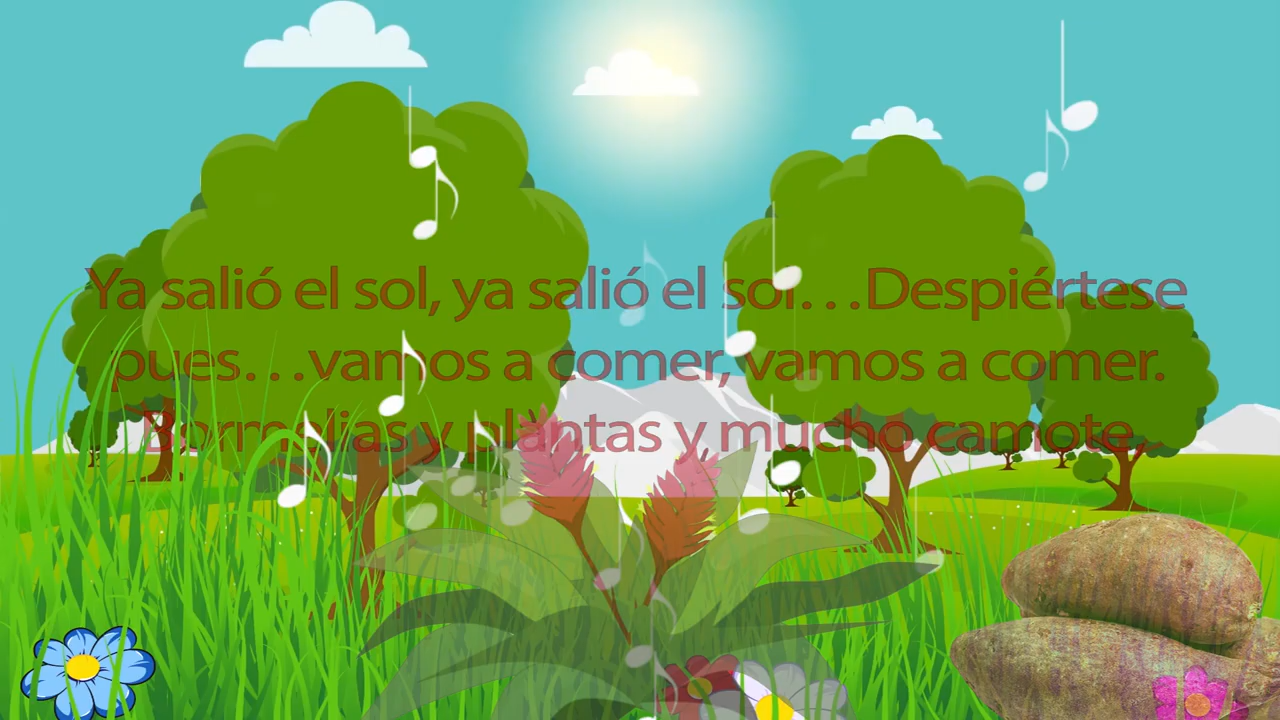 Ya salió el sol, ya salió el sol…Despiértese
pues…vamos a comer, vamos a comer.
y plantas y mucho camote